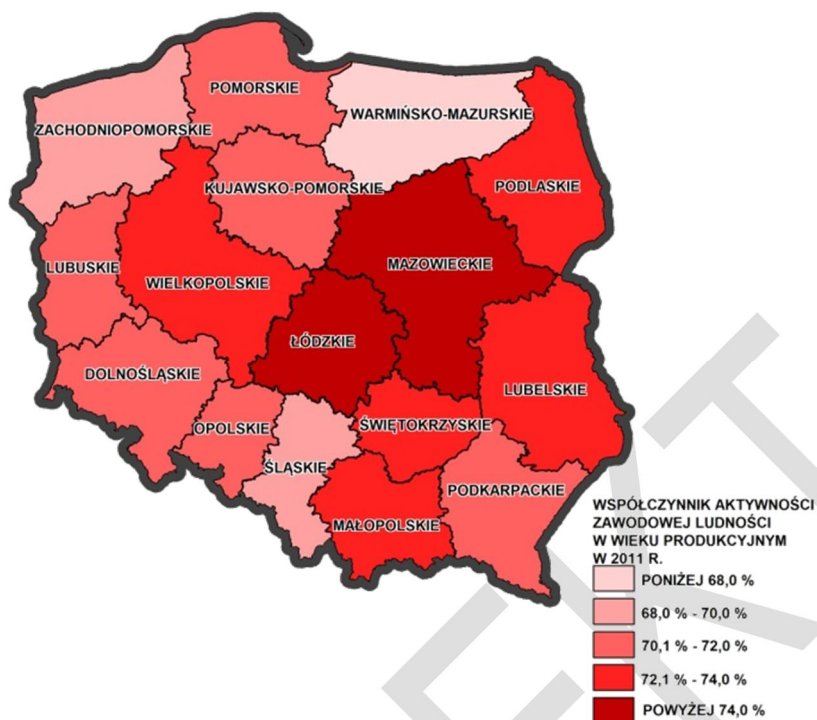 POMORSKIE
WARMIŃSKO-MAZURSKIE
ZACHODNIOPOMORSKIE
KUJAWSKO-POMORSKIE
PODLASKIE
LUBUSKIE
MAZOWIECKIE
WIELKOPOLSKIE
ŁÓDZKIE
DOLNOŚLĄSKIE
LUBELSKIE
OPOLSKIE
ŚWIĘTOKRZYSKIE
ŚLĄSKIE
PODKARPACKIE
MAŁOPOLSKIE
WSPÓŁCZYNNIK AKTYWNOŚCI
ZAWODOWEJ LUDNOŚCI
W WIEKU PRODUKCYJNYM
W 2011 R.
PONIŻEJ 68,0 %
68,0 % - 70,0 %
70,1 % - 72,0 %
72,1 % - 74,0 %
POWYŻEJ 74,0 %